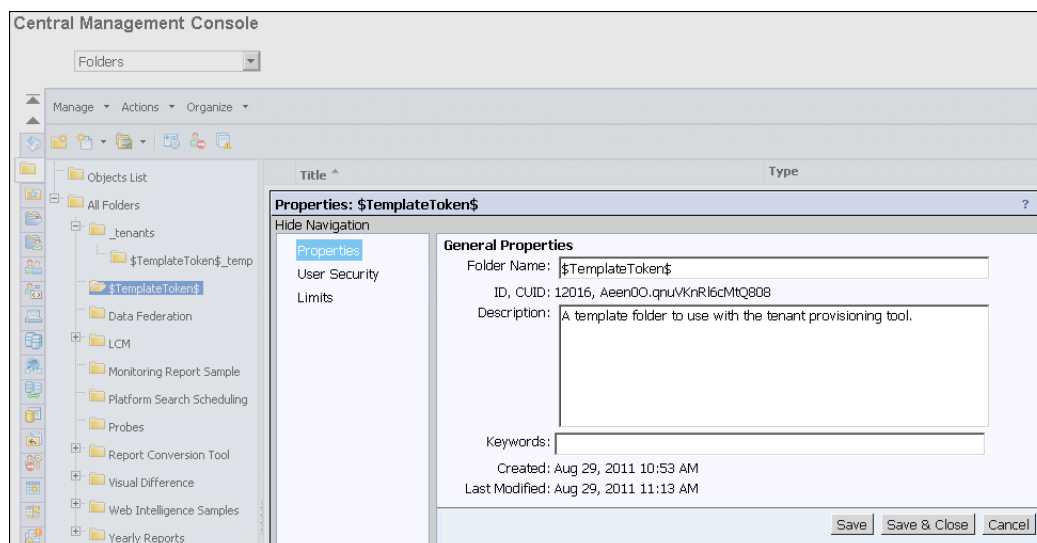 Central Management Console
Folders
Manage Actions Organize
Title Type
Objects List
All Folders
_tenants
$TemplateToken$_temp
$TemplateToken$
Data Federation
LCM
Monitoring Report Sample
Platform Search Scheduling
Probes
Report Conversion Tool
Visual Difference
Web Intelligence Samples
Yearly Reports
Properties: $TemplateToken$ ?
Hide Navigation
Properties
User Security
Limits
General Properties
Folder Name: $TemplateToken$
ID, CUID: 12016, Aeen0O.qnuVKnRl6cMtQ808
Description: A template folder to use with the tenant provisioning tool.
Keywords:
Created: Aug 29, 2011 10:53 AM
Last Modified: Aug 29, 2011 11:13 AM
Save Save & Close Cancel